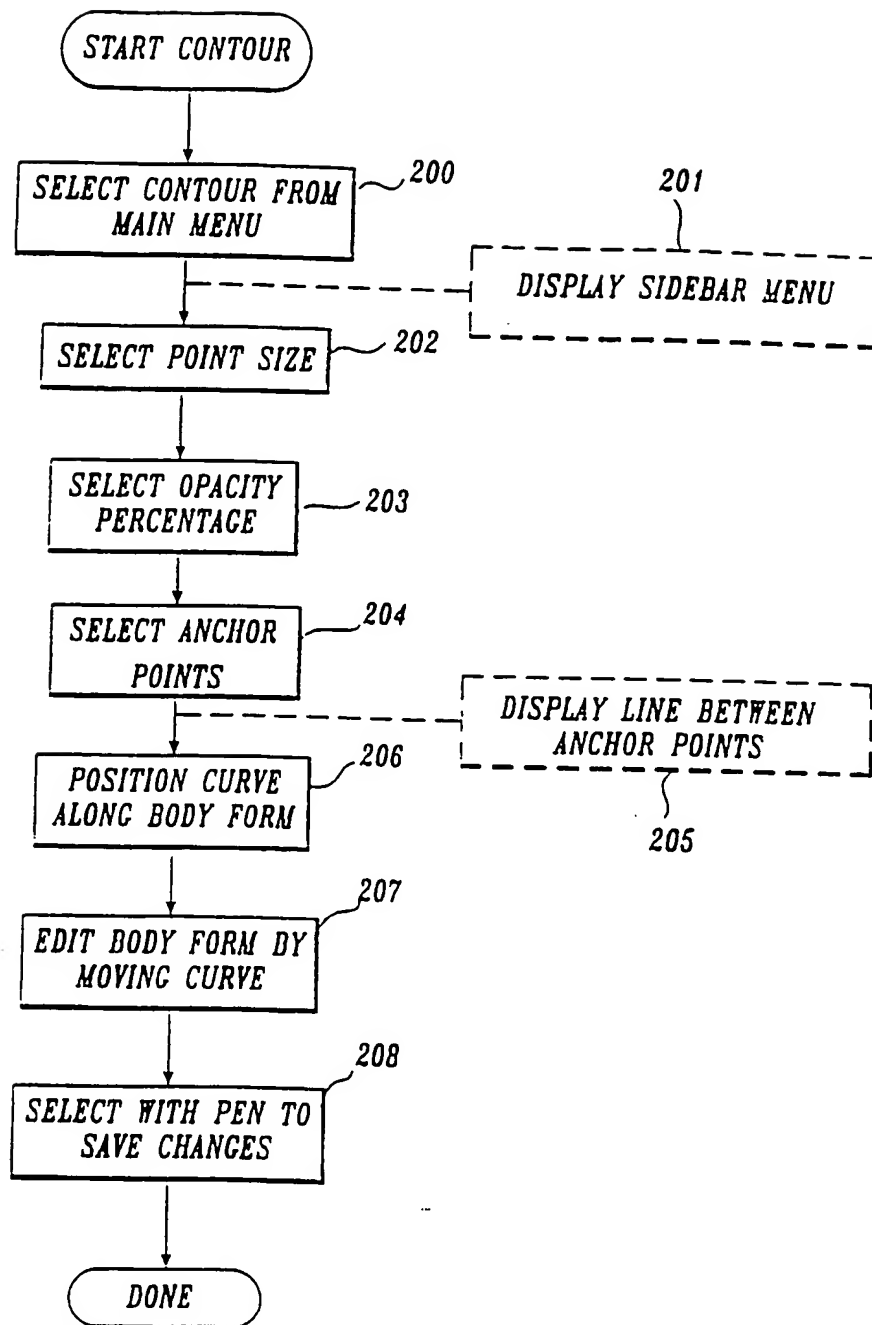 START CONTOUR
200
SELECT CONTOUR FROM
MAIN MENU
201
DISPLAY SIDEBAR MENU
SELECT POINT SIZE
202
SELECT OPACITY
PERCENTAGE
203
204
SELECT ANCHOR
POINTS
DISPLAY LINE BETWEEN
ANCHOR POINTS
205
206
POSITION CURVE
ALONG BODY FORM
207
EDIT BODY FORM BY
MOVING CURVE
208
SELECT WITH PEN TO
SAVE CHANGES
DONE